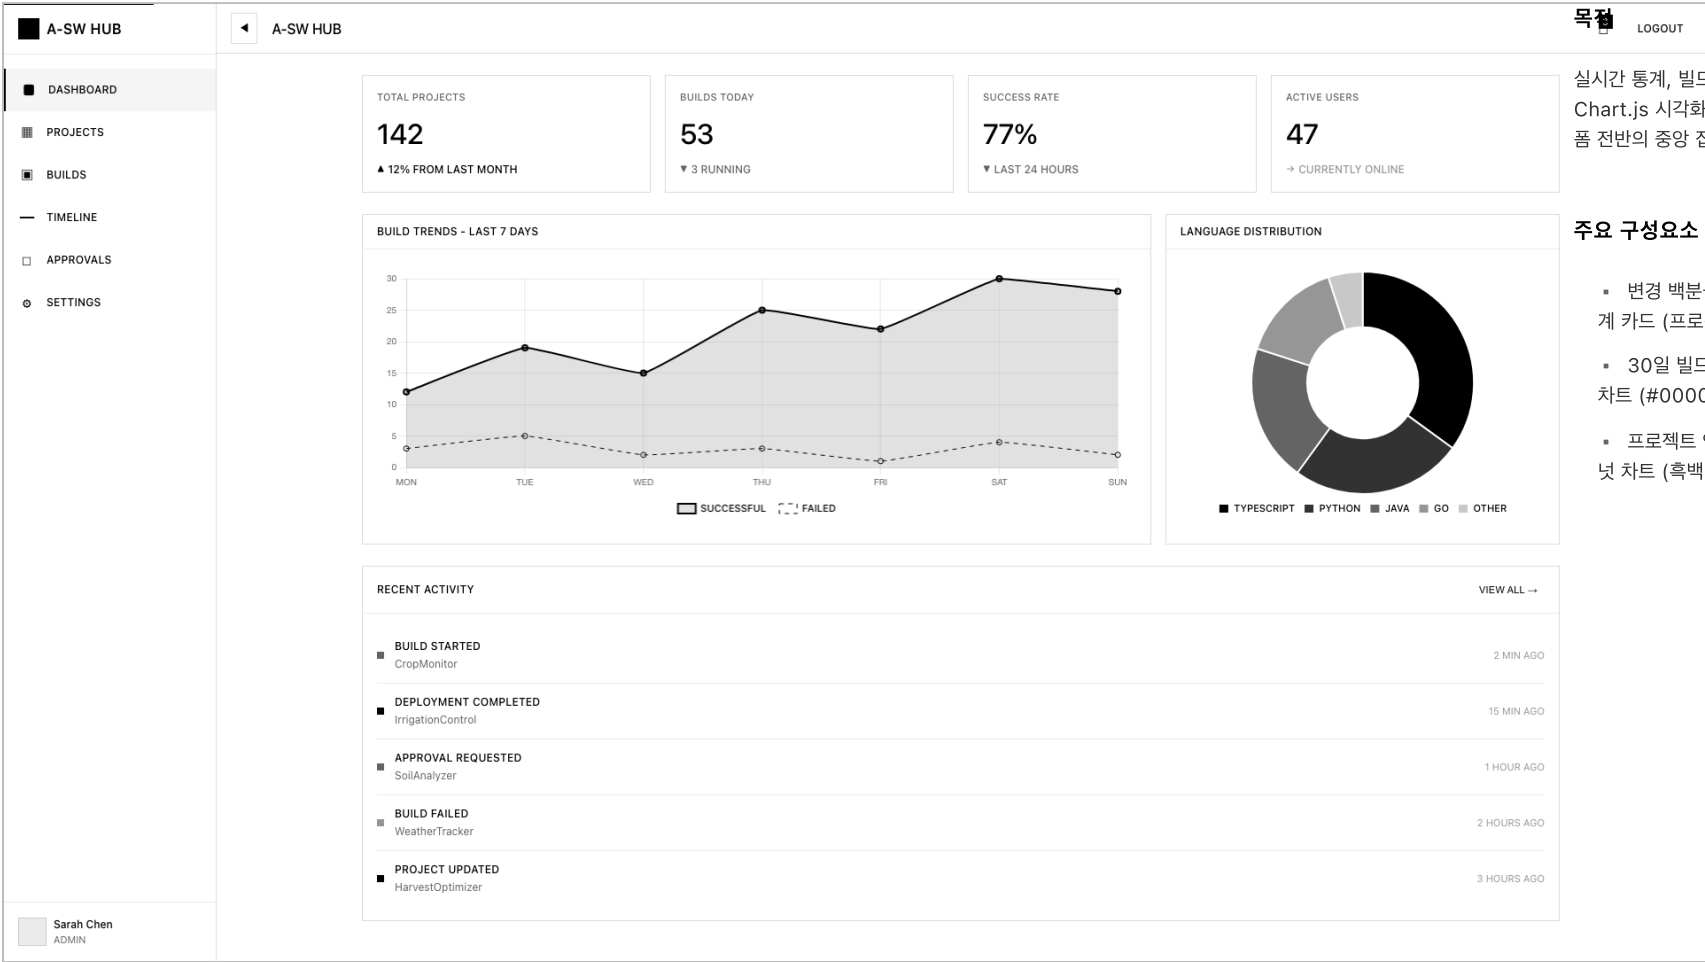 A-SW HUB
DASHBOARD
PROJECTS
BUILDS
TIMELINE
APPROVALS
SETTINGS
Sarah Chen
ADMIN
A-SW HUB
LOGOUT
TOTAL PROJECTS
142
▲ 12% FROM LAST MONTH
BUILDS TODAY
53
▼ 3 RUNNING
SUCCESS RATE
77%
▼ LAST 24 HOURS
ACTIVE USERS
47
→ CURRENTLY ONLINE
BUILD TRENDS - LAST 7 DAYS
30
25
20
15
10
5
0
MON TUE WED THU FRI SAT SUN
SUCCESSFUL FAILED
LANGUAGE DISTRIBUTION
TYPESCRIPT PYTHON JAVA GO OTHER
RECENT ACTIVITY
VIEW ALL →
BUILD STARTED
CropMonitor
2 MIN AGO
DEPLOYMENT COMPLETED
IrrigationControl
15 MIN AGO
APPROVAL REQUESTED
SoilAnalyzer
1 HOUR AGO
BUILD FAILED
WeatherTracker
2 HOURS AGO
PROJECT UPDATED
HarvestOptimizer
3 HOURS AGO
목적
실시간 통계,
Chart.js 시각화
폼 전반의 중앙
주요 구성요소
▪ 변경
계 카드 (프로
▪ 30일
차트 (#0000
▪ 프로젝트
넛 차트 (흑백